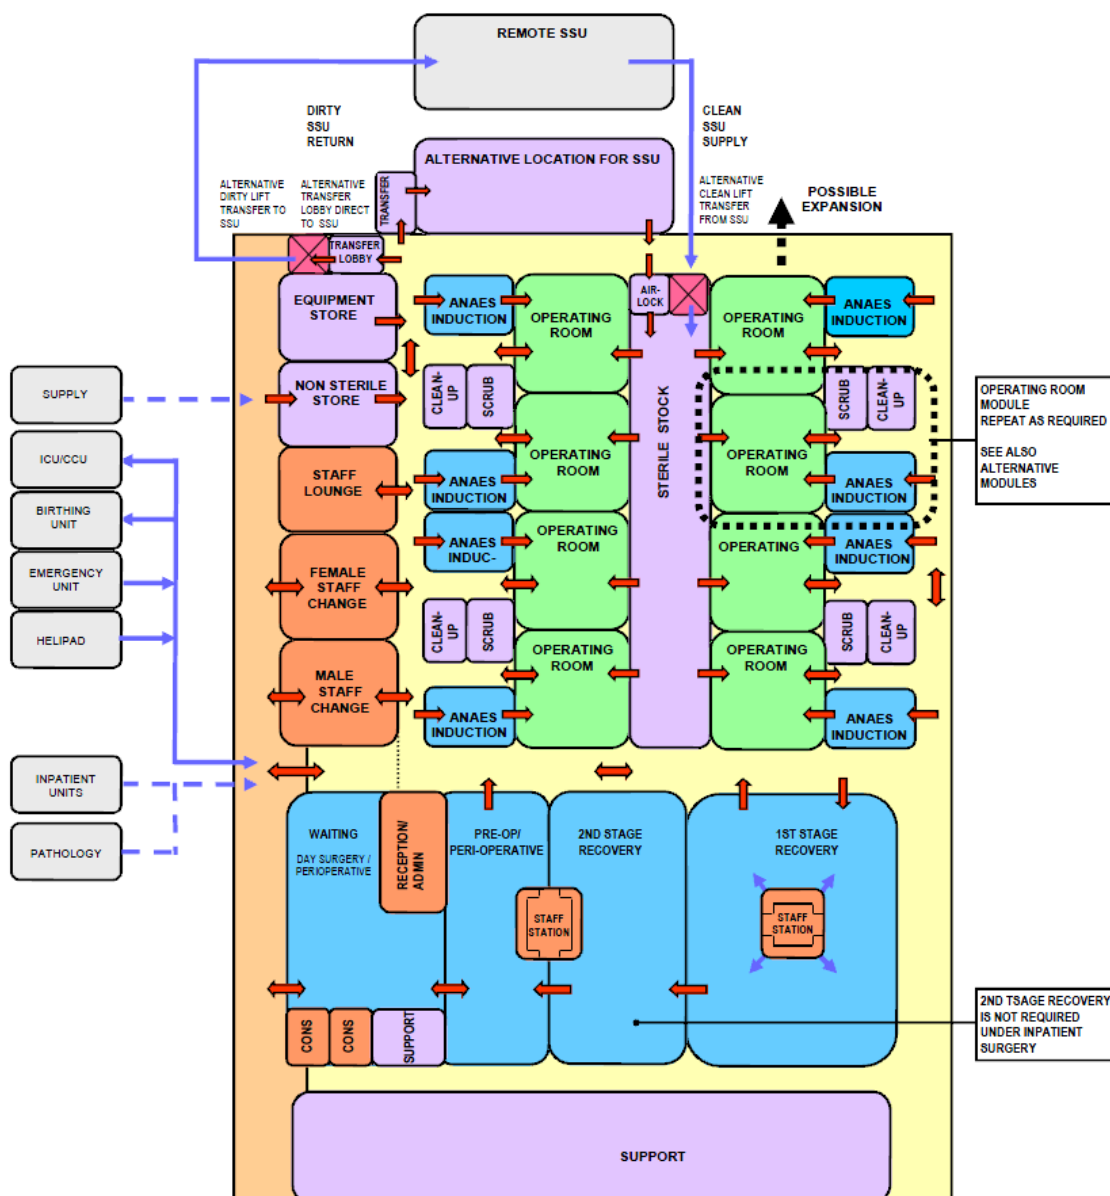 REMOTE SSU
DIRTY
SSU
RETURN
CLEAN
SSU
SUPPLY
ALTERNATIVE LOCATION FOR SSU
ALTERNATIVE
DIRTY LIFT
TRANSFER TO
SSU
ALTERNATIVE
TRANSFER
LOBBY DIRECT
TO SSU
TRANSFER
ALTERNATIVE
CLEAN LIFT
TRANSFER
FROM SSU
POSSIBLE
EXPANSION
TRANSFER
LOBBY
EQUIPMENT
STORE
ANAES
INDUCTION
OPERATING
ROOM
AIR-
LOCK
OPERATING
ROOM
ANAES
INDUCTION
SUPPLY
NON STERILE
STORE
CLEAN-
UP
SCRUB
SCRUB
CLEAN-
UP
OPERATING ROOM
MODULE
REPEAT AS REQUIRED
SEE ALSO
ALTERNATIVE
MODULES
ICU/CCU
STAFF
LOUNGE
ANAES
INDUCTION
OPERATING
ROOM
STERILE STOCK
OPERATING
ROOM
ANAES
INDUCTION
BIRTHING
UNIT
ANAES
INDUC-
OPERATING
ROOM
OPERATING
ANAES
INDUCTION
EMERGENCY
UNIT
FEMALE
STAFF
CHANGE
HELIPAD
CLEAN-
UP
SCRUB
SCRUB
CLEAN-
UP
MALE
STAFF
CHANGE
OPERATING
ROOM
OPERATING
ROOM
ANAES
INDUCTION
ANAES
INDUCTION
INPATIENT
UNITS
PATHOLOGY
WAITING
DAY SURGERY /
PERIOPERATIVE
RECEPTION/
ADMIN
PRE-OP/
PERI-OPERATIVE
2ND STAGE
RECOVERY
1ST STAGE
RECOVERY
STAFF
STATION
STAFF
STATION
CONS
CONS
SUPPORT
2ND TSAGE RECOVERY
IS NOT REQUIRED
UNDER INPATIENT
SURGERY
SUPPORT